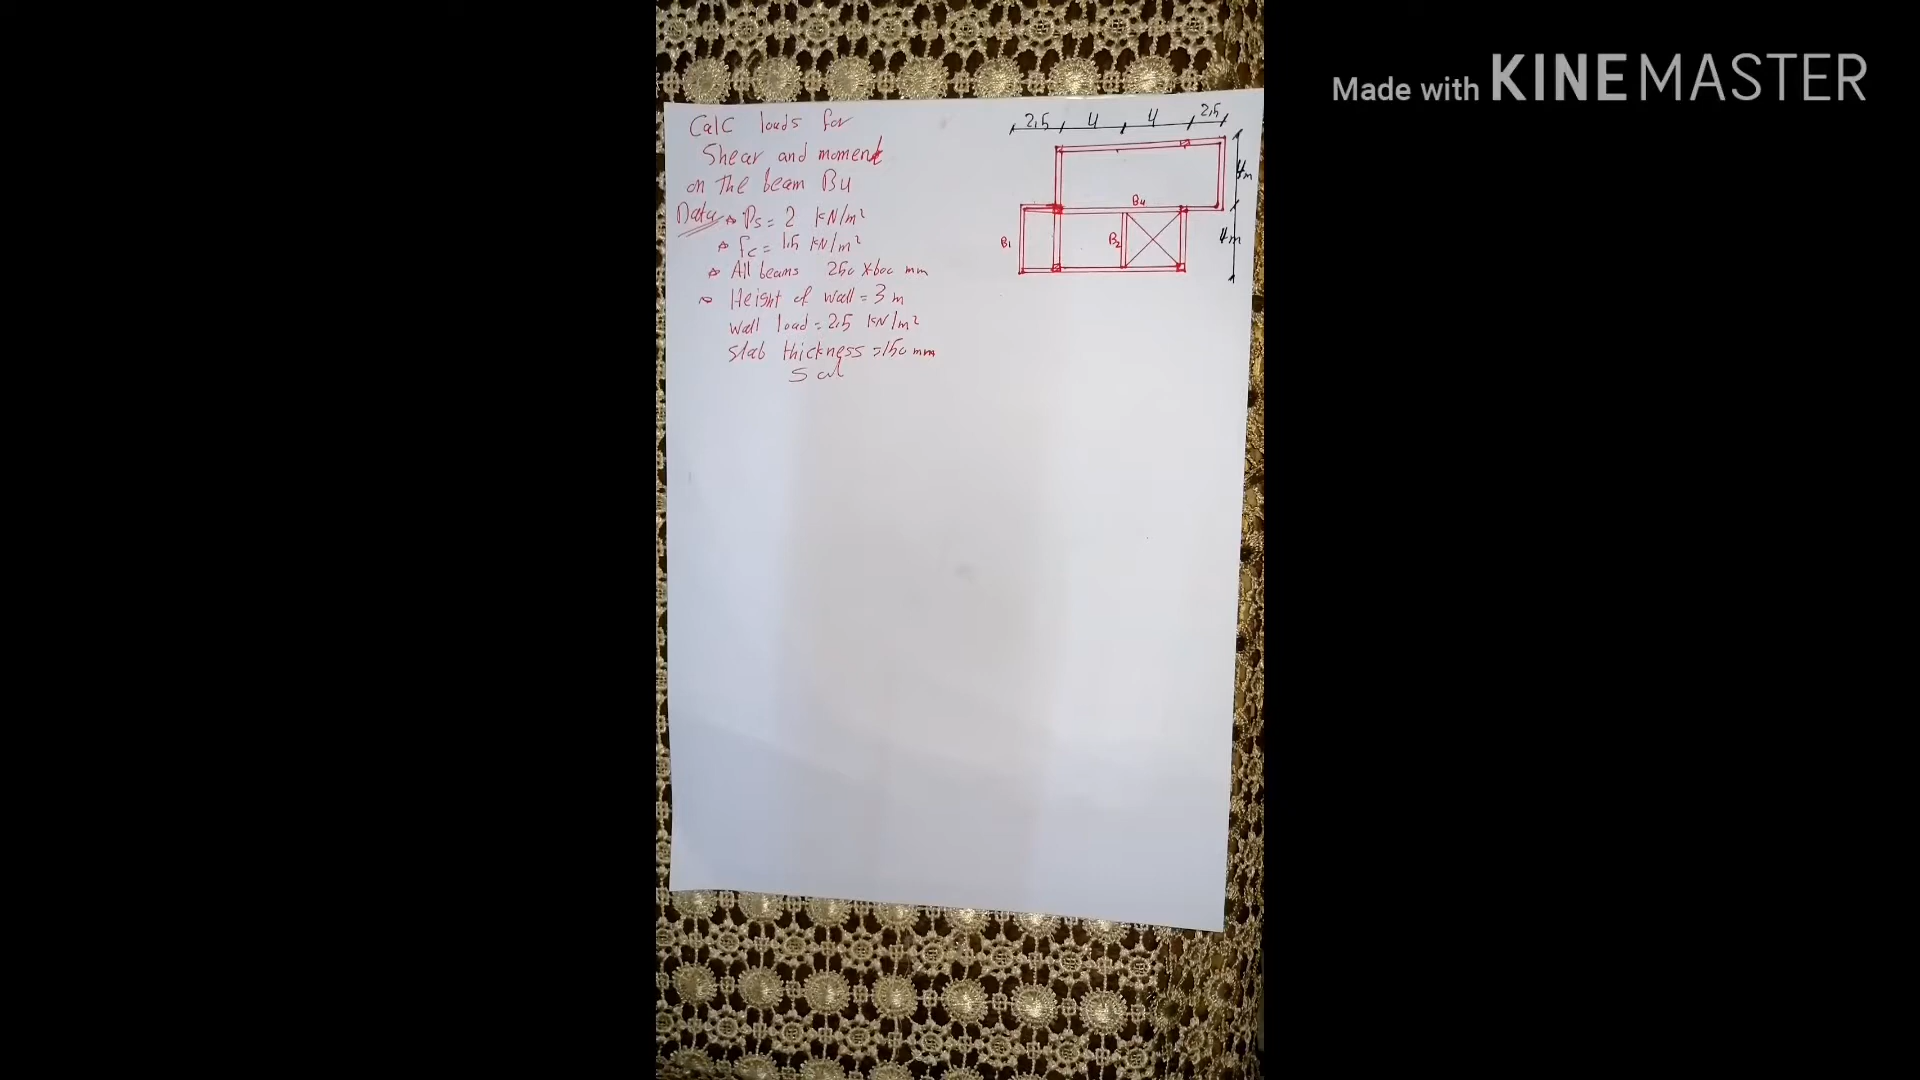 Made with KINEMASTER
Calc loads for
Shear and moment
on the beam B4
Data Ps = 2 kN/m²
Fc = 1.5 kN/m²
All beams 250 x 600 mm
Height of wall = 3 m
wall load = 2.5 kN/m²
slab thickness = 150 mm
Sol
2.5 4 4 2.5
4m
B4
B1 B2 4m